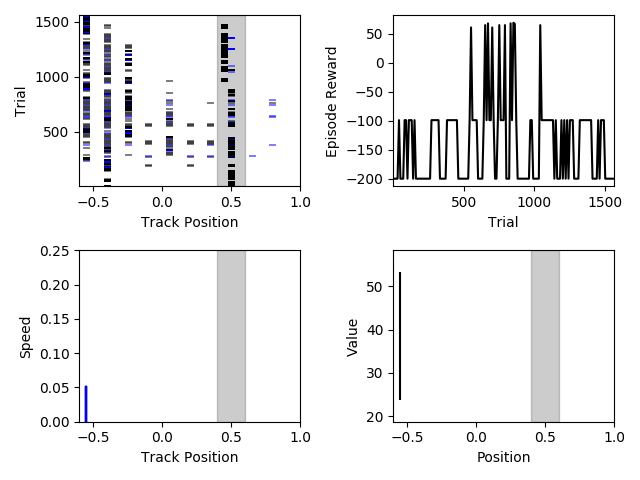 1500
1000
500
Trial
−0.5 0.0 0.5 1.0
Track Position
50
0
−50
−100
−150
−200
Episode Reward
500 1000 1500
Trial
0.25
0.20
0.15
0.10
0.05
0.00
Speed
−0.5 0.0 0.5 1.0
Track Position
50
40
30
20
Value
−0.5 0.0 0.5 1.0
Position